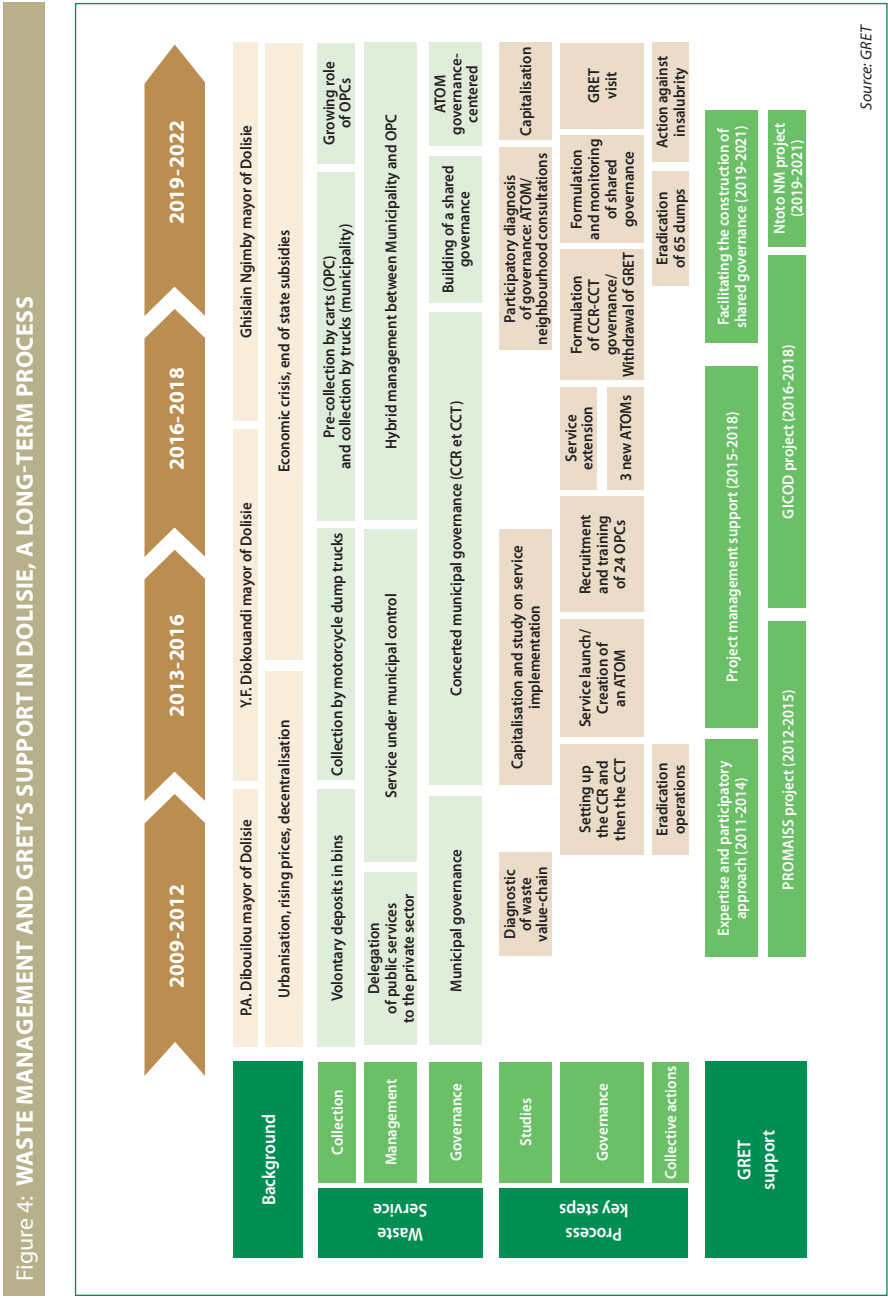 Figure 4: WASTE MANAGEMENT AND GRET'S SUPPORT IN DOLISIE, A LONG-TERM PROCESS
2009-2012
2013-2016
2016-2018
2019-2022
Background
P.A. Dibouilou mayor of Dolisie
Y.F. Diokouandi mayor of Dolisie
Ghislain Ngimby mayor of Dolisie
Urbanisation, rising prices, decentralisation
Economic crisis, end of state subsidies
Waste
Service
Collection
Volontary deposits in bins
Collection by motorcycle dump trucks
Pre-collection by carts (OPC)
and collection by trucks (municipality)
Growing role
of OPCs
Management
Delegation
of public services
to the private sector
Service under municipal control
Hybrid management between Municipality and OPC
Governance
Municipal governance
Concerted municipal governance (CCR et CCT)
Building of a shared
governance
ATOM
governance-
centered
Process
key steps
Studies
Diagnostic
of waste
value-chain
Capitalisation and study on service
implementation
Participatory diagnosis
of governance: ATOM/
neighbourhood consultations
Capitalisation
Governance
Setting up
the CCR and
then the CCT
Service launch/
Creation of
an ATOM
Recruitment
and training
of 24 OPCs
Service
extension
3 new ATOMs
Formulation
of CCR-CCT
governance/
Withdrawal of GRET
Formulation
and monitoring
of shared
governance
GRET
visit
Collective actions
Eradication
operations
Eradication
of 65 dumps
Action against
insalubrity
GRET
support
Expertise and participatory
approach (2011-2014)
Project management support (2015-2018)
Facilitating the construction of
shared governance (2019-2021)
PROMAISS project (2012-2015)
GICOD project (2016-2018)
Ntoto NM project
(2019-2021)
Source: GRET